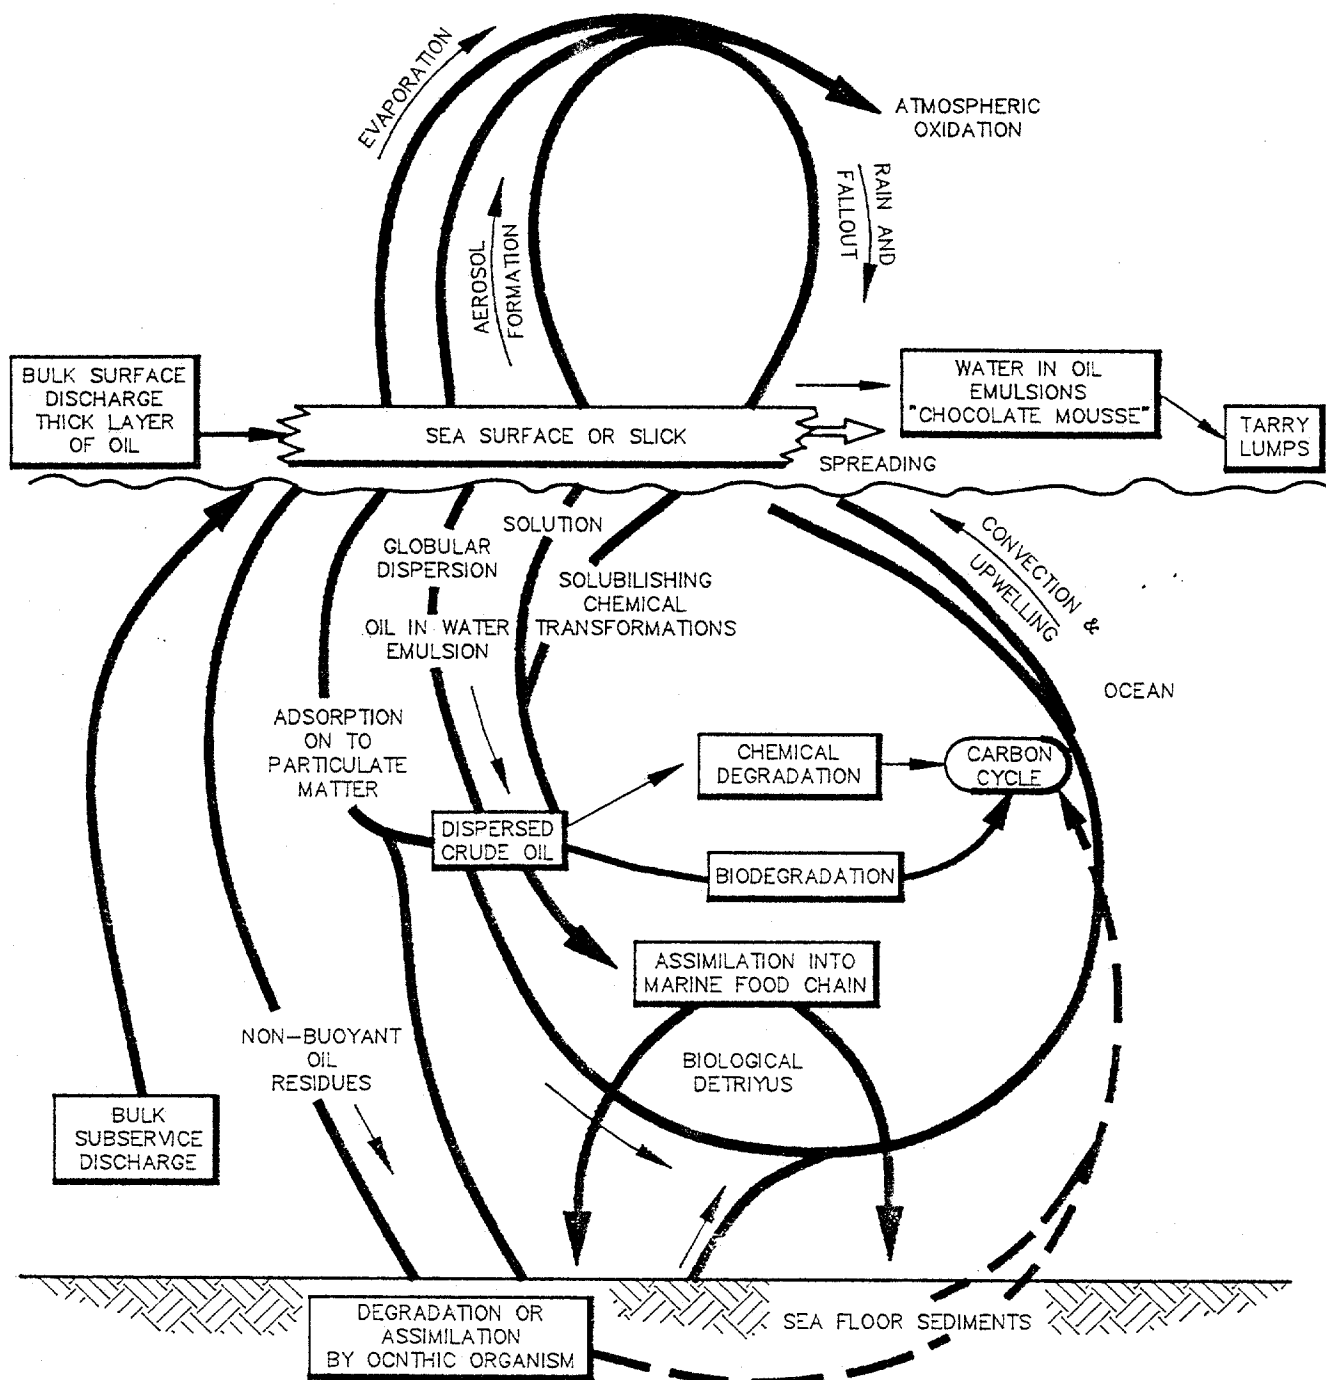 EVAPORATION
ATMOSPHERIC
OXIDATION
RAIN AND
FALLOUT
AEROSOL
FORMATION
BULK SURFACE
DISCHARGE
THICK LAYER
OF OIL
SEA SURFACE OR SLICK
WATER IN OIL
EMULSIONS
"CHOCOLATE MOUSSE"
TARRY
LUMPS
SPREADING
SOLUTION
GLOBULAR
DISPERSION
CONVECTION &
UPWELLING
SOLUBILISHING
CHEMICAL
TRANSFORMATIONS
OIL IN WATER
EMULSION
OCEAN
ADSORPTION
ON TO
PARTICULATE
MATTER
CHEMICAL
DEGRADATION
CARBON
CYCLE
DISPERSED
CRUDE OIL
BIODEGRADATION
ASSIMILATION INTO
MARINE FOOD CHAIN
NON-BUOYANT
OIL
RESIDUES
BIOLOGICAL
DETRIYUS
BULK
SUBSERVICE
DISCHARGE
DEGRADATION OR
ASSIMILATION
BY OCNTHIC ORGANISM
SEA FLOOR SEDIMENTS